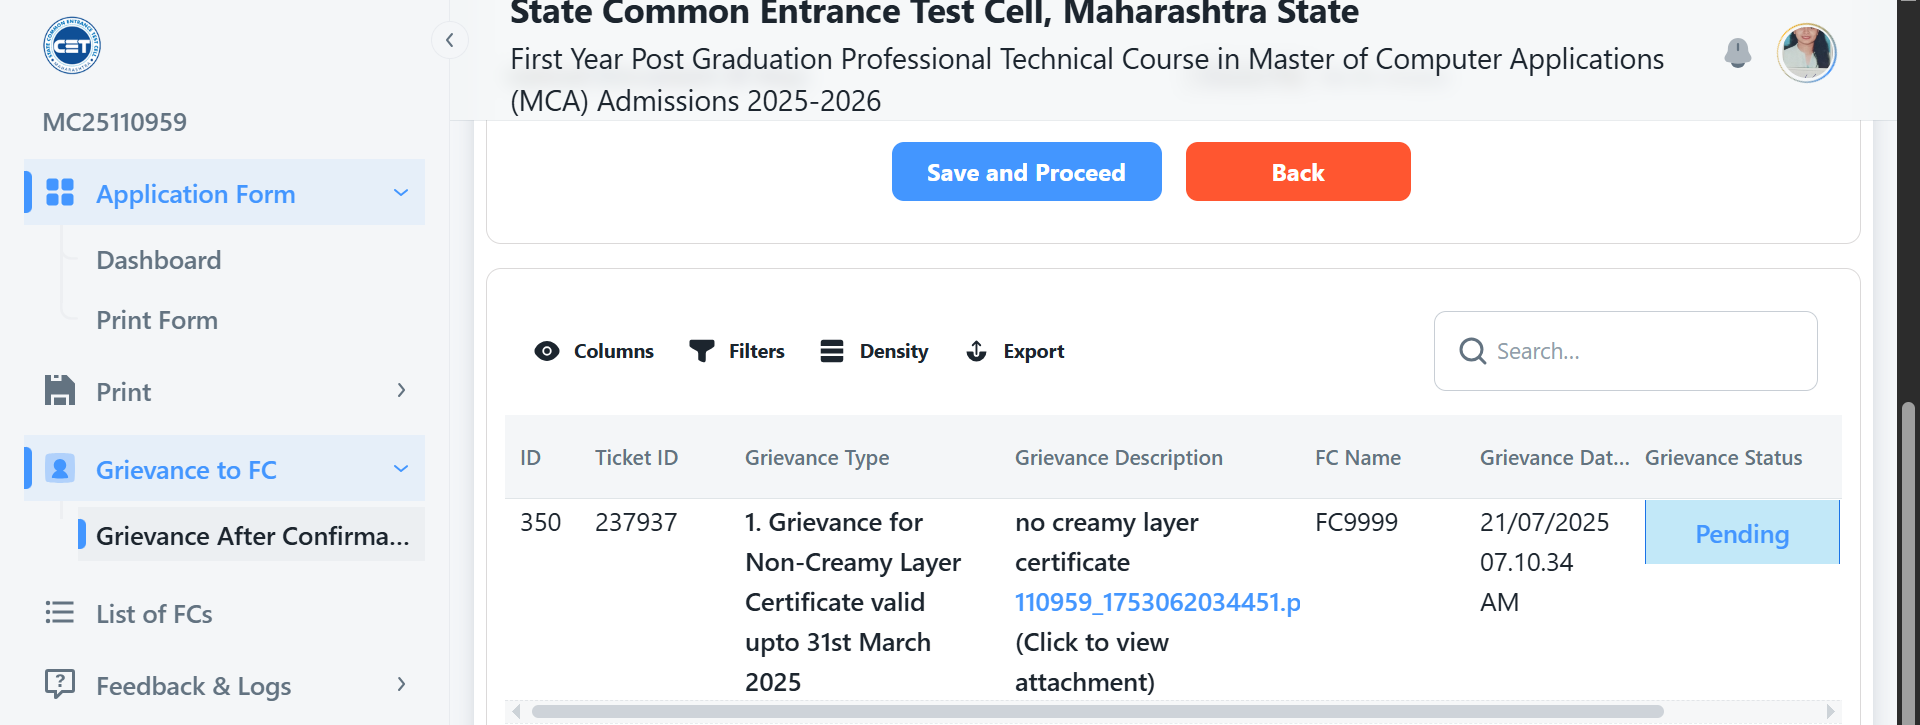 State Common Entrance Test Cell, Maharashtra State
First Year Post Graduation Professional Technical Course in Master of Computer Applications
(MCA) Admissions 2025-2026
CET
MC25110959
Application Form
Dashboard
Print Form
Print
Grievance to FC
Grievance After Confirma...
List of FCs
Feedback & Logs
Save and Proceed
Back
Columns
Filters
Density
Export
Search...
ID Ticket ID Grievance Type Grievance Description FC Name Grievance Dat... Grievance Status
350 237937 1. Grievance for no creamy layer FC9999 21/07/2025 Pending
Non-Creamy Layer certificate 07.10.34
Certificate valid 110959_1753062034451.p AM
upto 31st March (Click to view
2025 attachment)